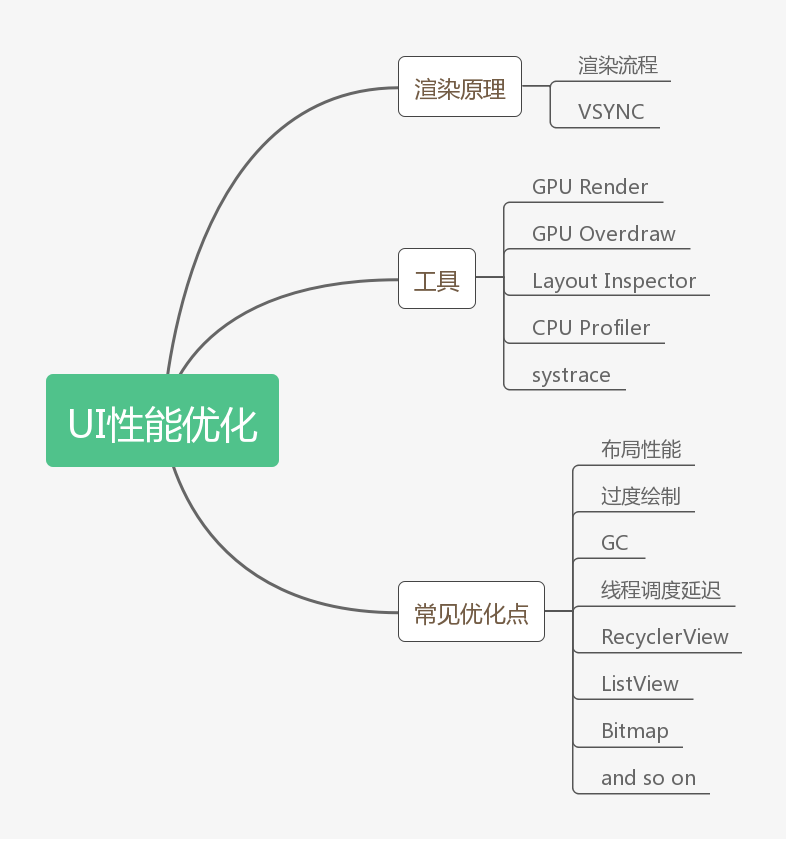 UI性能优化
渲染原理
渲染流程
VSYNC
工具
GPU Render
GPU Overdraw
Layout Inspector
CPU Profiler
systrace
常见优化点
布局性能
过度绘制
GC
线程调度延迟
RecyclerView
ListView
Bitmap
and so on